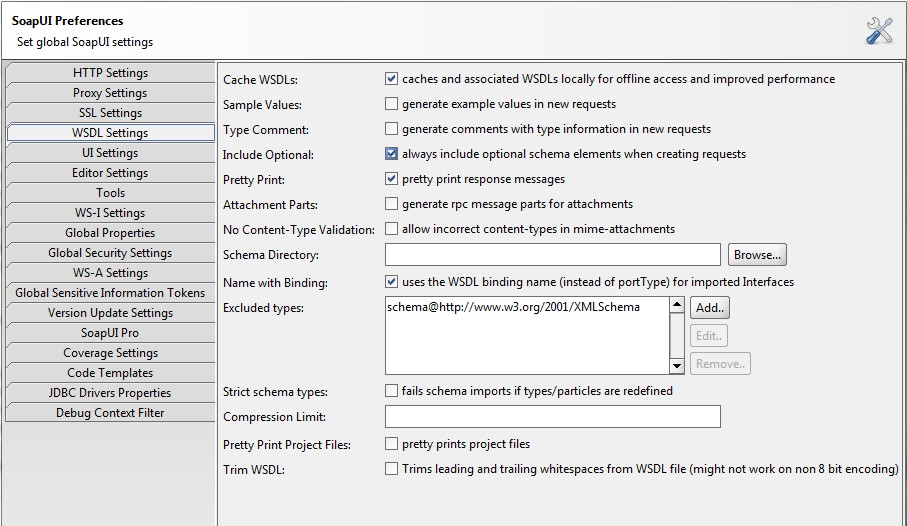 SoapUI Preferences
Set global SoapUI settings
HTTP Settings
Proxy Settings
SSL Settings
WSDL Settings
UI Settings
Editor Settings
Tools
WS-I Settings
Global Properties
Global Security Settings
WS-A Settings
Global Sensitive Information Tokens
Version Update Settings
SoapUI Pro
Coverage Settings
Code Templates
JDBC Drivers Properties
Debug Context Filter
Cache WSDLs: caches and associated WSDLs locally for offline access and improved performance
Sample Values: generate example values in new requests
Type Comment: generate comments with type information in new requests
Include Optional: always include optional schema elements when creating requests
Pretty Print: pretty print response messages
Attachment Parts: generate rpc message parts for attachments
No Content-Type Validation: allow incorrect content-types in mime-attachments
Schema Directory: Browse...
Name with Binding: uses the WSDL binding name (instead of portType) for imported Interfaces
Excluded types: schema@http://www.w3.org/2001/XMLSchema Add..
Edit..
Remove..
Strict schema types: fails schema imports if types/particles are redefined
Compression Limit:
Pretty Print Project Files: pretty prints project files
Trim WSDL: Trims leading and trailing whitespaces from WSDL file (might not work on non 8 bit encoding)